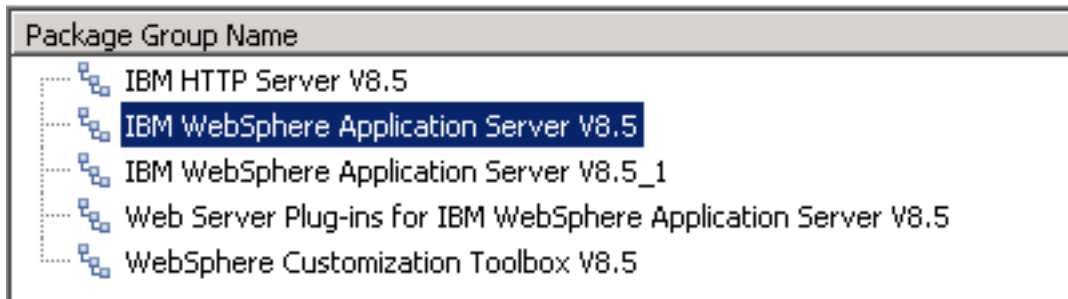 Package Group Name
IBM HTTP Server V8.5
IBM WebSphere Application Server V8.5
IBM WebSphere Application Server V8.5_1
Web Server Plug-ins for IBM WebSphere Application Server V8.5
WebSphere Customization Toolbox V8.5